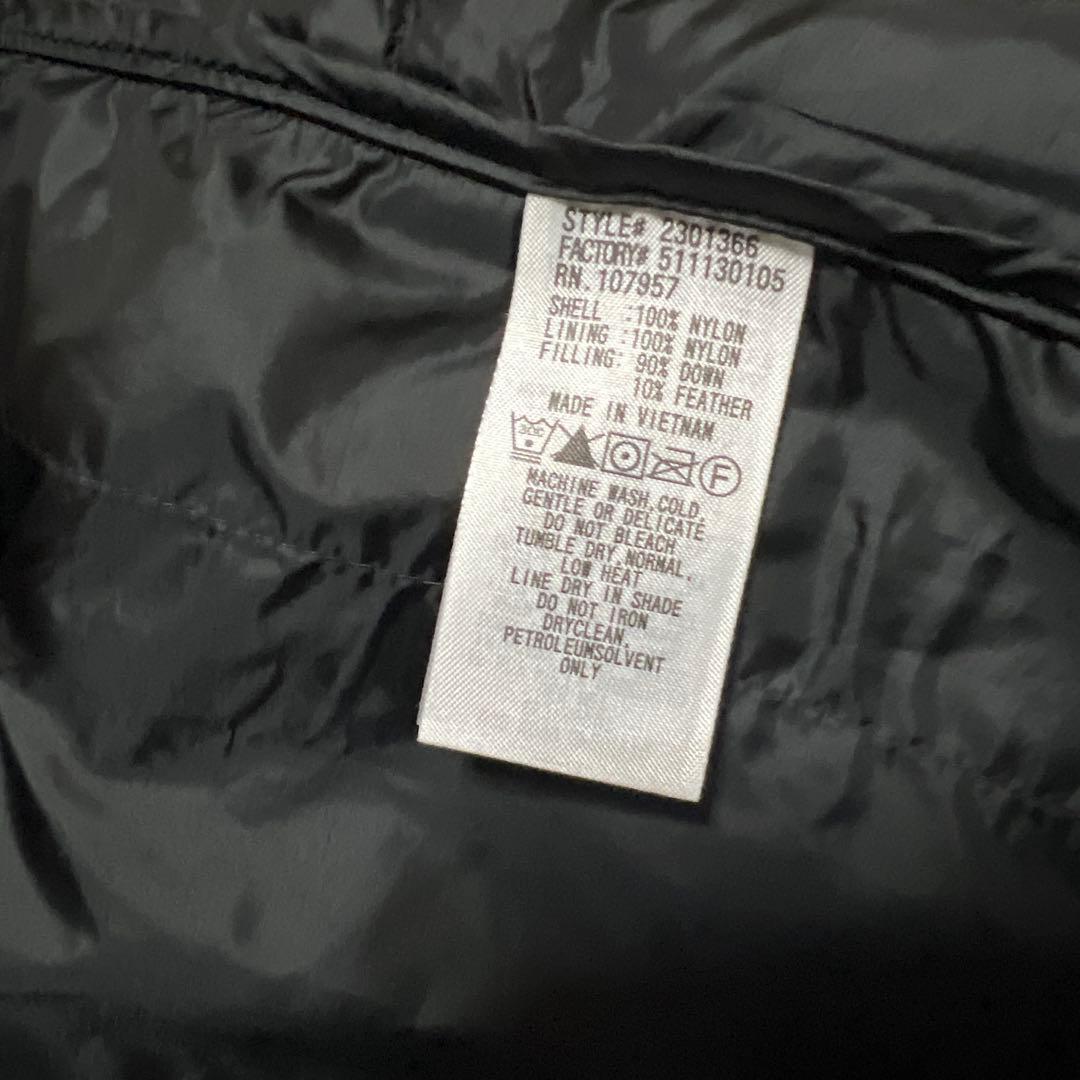 STYLE# 2301366
FACTORY# 511130105
RN. 107957
SHELL :100% NYLON
LINING :100% NYLON
FILLING: 90% DOWN
10% FEATHER
MADE IN VIETNAM
F
MACHINE WASH.COLD
GENTLE OR DELICATE
DO NOT BLEACH.
TUMBLE DRY NORMAL.
LOW HEAT
LINE DRY IN SHADE
DO NOT IRON
DRYCLEAN.
PETROLEUMSOLVENT
ONLY